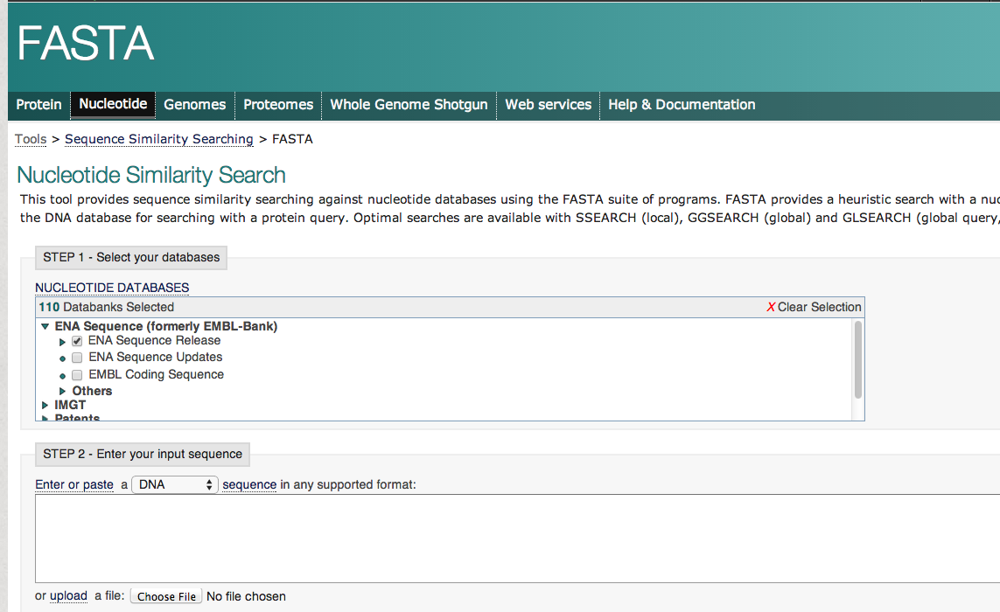 FASTA
Protein Nucleotide Genomes Proteomes Whole Genome Shotgun Web services Help & Documentation
Tools > Sequence Similarity Searching > FASTA
Nucleotide Similarity Search
This tool provides sequence similarity searching against nucleotide databases using the FASTA suite of programs. FASTA provides a heuristic search with a nuc
the DNA database for searching with a protein query. Optimal searches are available with SSEARCH (local), GGSEARCH (global) and GLSEARCH (global query,
STEP 1 - Select your databases
NUCLEOTIDE DATABASES
110 Databanks Selected X Clear Selection
ENA Sequence (formerly EMBL-Bank)
ENA Sequence Release
ENA Sequence Updates
EMBL Coding Sequence
Others
IMGT
Patents
STEP 2 - Enter your input sequence
Enter or paste a DNA sequence in any supported format:
or upload a file: Choose File No file chosen